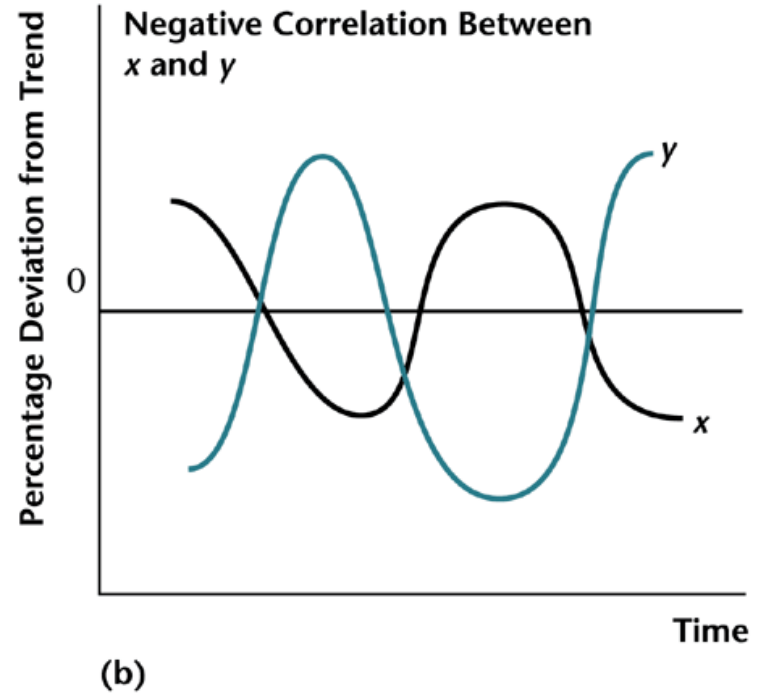 Negative Correlation Between
x and y
Percentage Deviation from Trend
y
0
x
Time
(b)